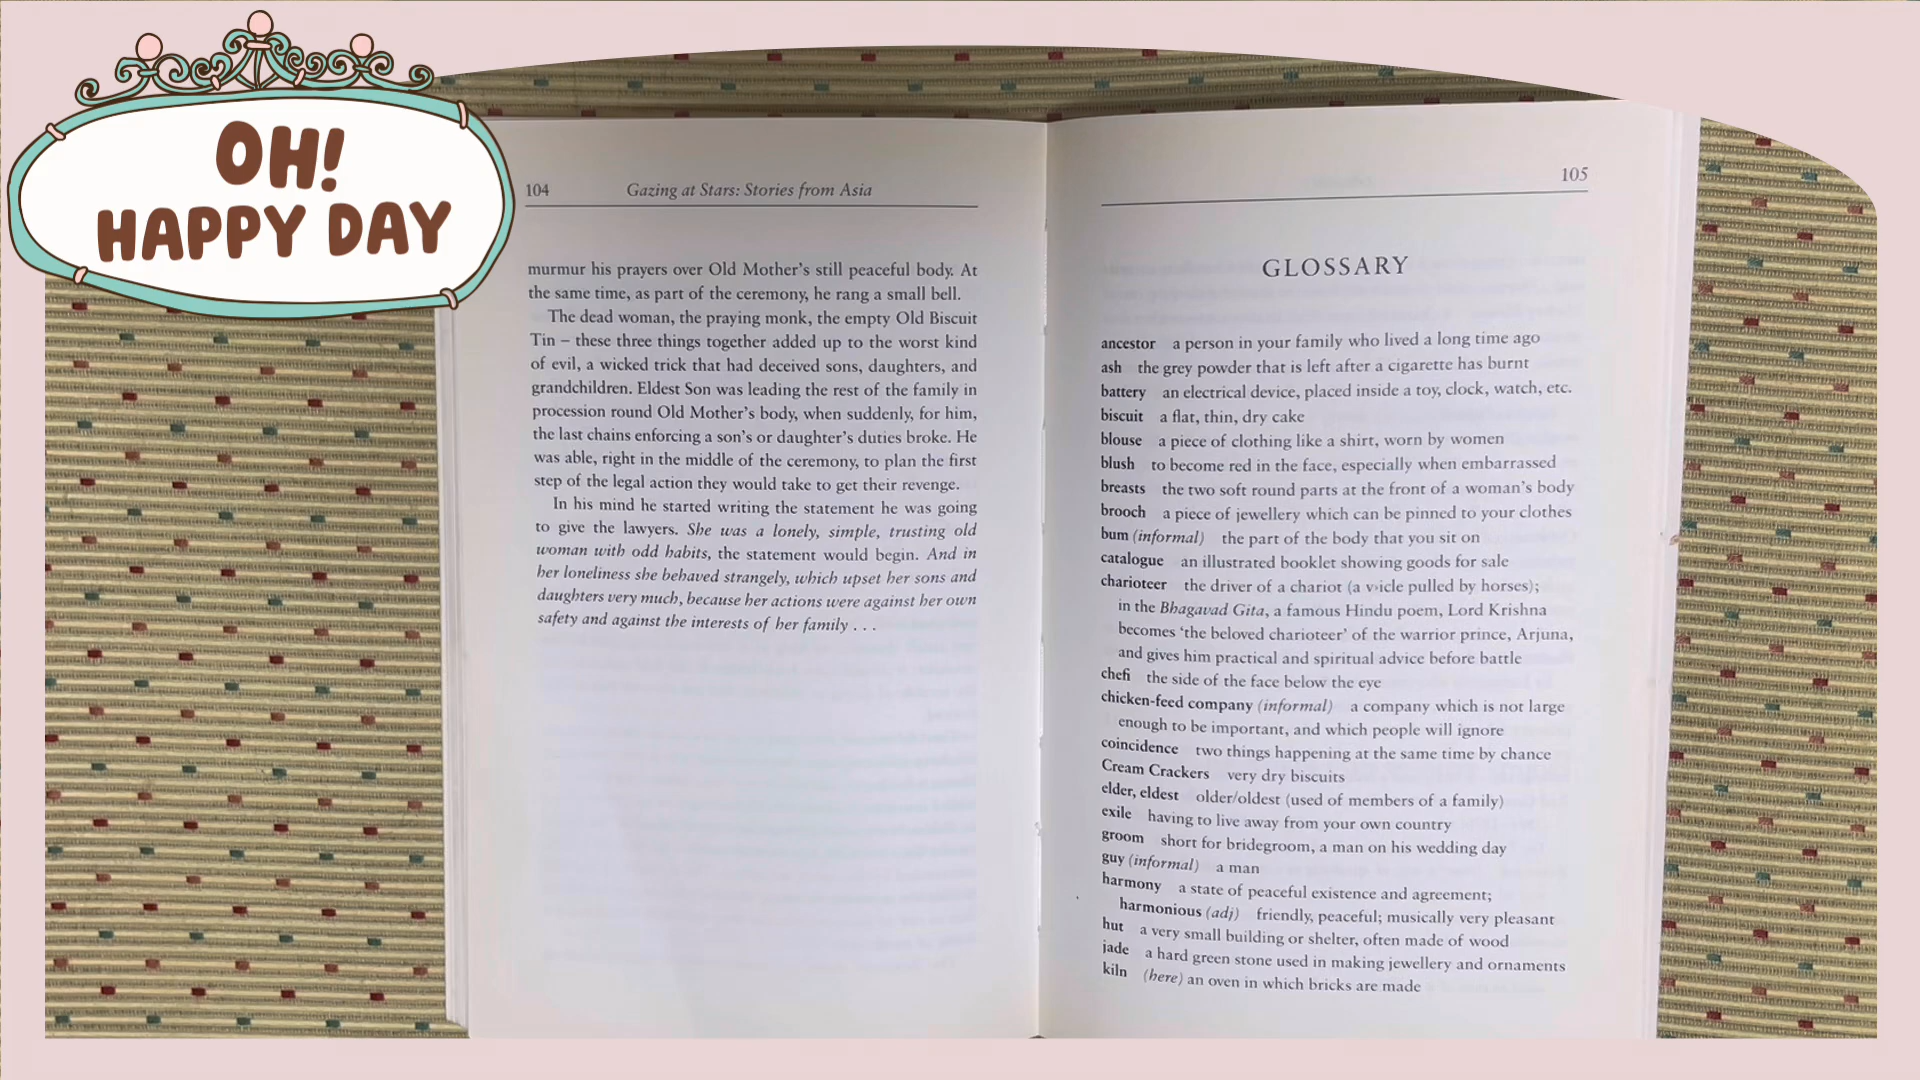 OH!
HAPPY DAY
104 Gazing at Stars: Stories from Asia
murmur his prayers over Old Mother's still peaceful body. At
the same time, as part of the ceremony, he rang a small bell.
The dead woman, the praying monk, the empty Old Biscuit
Tin – these three things together added up to the worst kind
of evil, a wicked trick that had deceived sons, daughters, and
grandchildren. Eldest Son was leading the rest of the family in
procession round Old Mother's body, when suddenly, for him,
the last chains enforcing a son's or daughter's duties broke. He
was able, right in the middle of the ceremony, to plan the first
step of the legal action they would take to get their revenge.
In his mind he started writing the statement he was going
to give the lawyers. She was a lonely, simple, trusting old
woman with odd habits, the statement would begin. And in
her loneliness she behaved strangely, which upset her sons and
daughters very much, because her actions were against her own
safety and against the interests of her family . . .
105
GLOSSARY
ancestor a person in your family who lived a long time ago
ash the grey powder that is left after a cigarette has burnt
battery an electrical device, placed inside a toy, clock, watch, etc.
biscuit a flat, thin, dry cake
blouse a piece of clothing like a shirt, worn by women
blush to become red in the face, especially when embarrassed
breasts the two soft round parts at the front of a woman's body
brooch a piece of jewellery which can be pinned to your clothes
bum (informal) the part of the body that you sit on
catalogue an illustrated booklet showing goods for sale
charioteer the driver of a chariot (a pulled by horses);
in the Bhagavad Gita, a famous Hindu poem, Lord Krishna
becomes 'the beloved charioteer' of the warrior prince, Arjuna,
and gives him practical and spiritual advice before battle
the side of the face below the eye
chicken-feed company (informal) a company which is not large
enough to be important, and which people will ignore
coincidence two things happening at the same time by chance
Cream Crackers very dry biscuits
elder, eldest older/oldest (used of members of a family)
exile having to live away from your own country
groom short for bridegroom, a man on his wedding day
guy (informal) a man
harmony a state of peaceful existence and agreement;
harmonious (adj) friendly, peaceful; musically very pleasant
hut a very small building or shelter, often made of wood
jade a hard green stone used in making jewellery and ornaments
kiln (here) an oven in which bricks are made